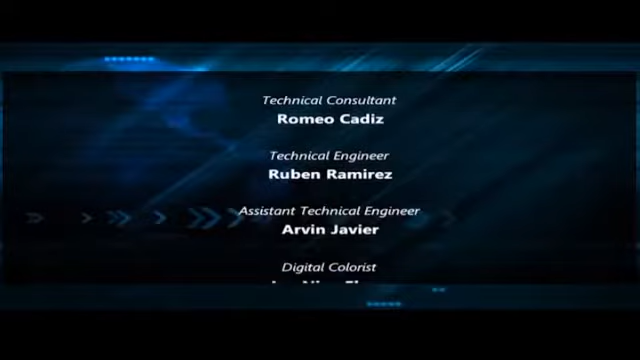 Technical Consultant
Romeo Cadiz
Technical Engineer
Ruben Ramirez
Assistant Technical Engineer
Arvin Javier
Digital Colorist